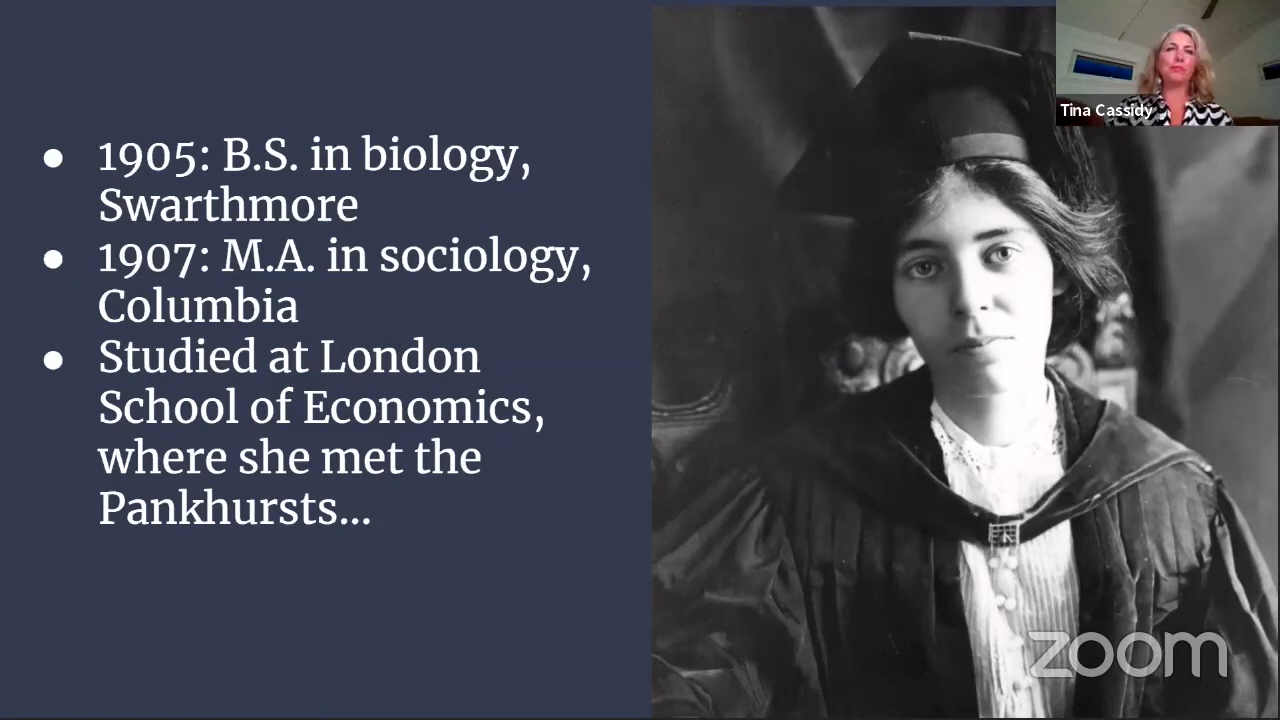 ● 1905: B.S. in biology,
Swarthmore
● 1907: M.A. in sociology,
Columbia
● Studied at London
School of Economics,
where she met the
Pankhursts...
Tina Cassidy
zoom